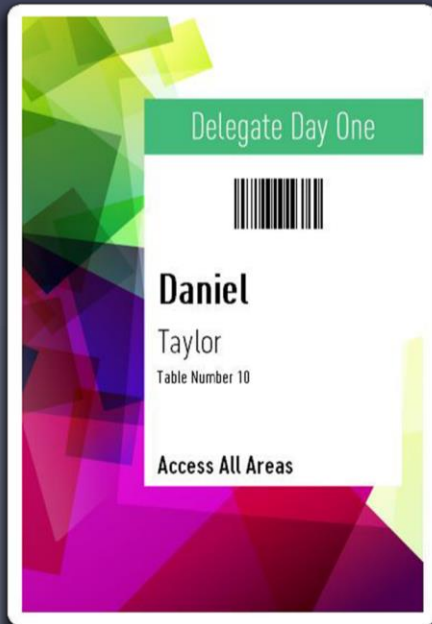 Delegate Day One
Daniel
Taylor
Table Number 10
Access All Areas